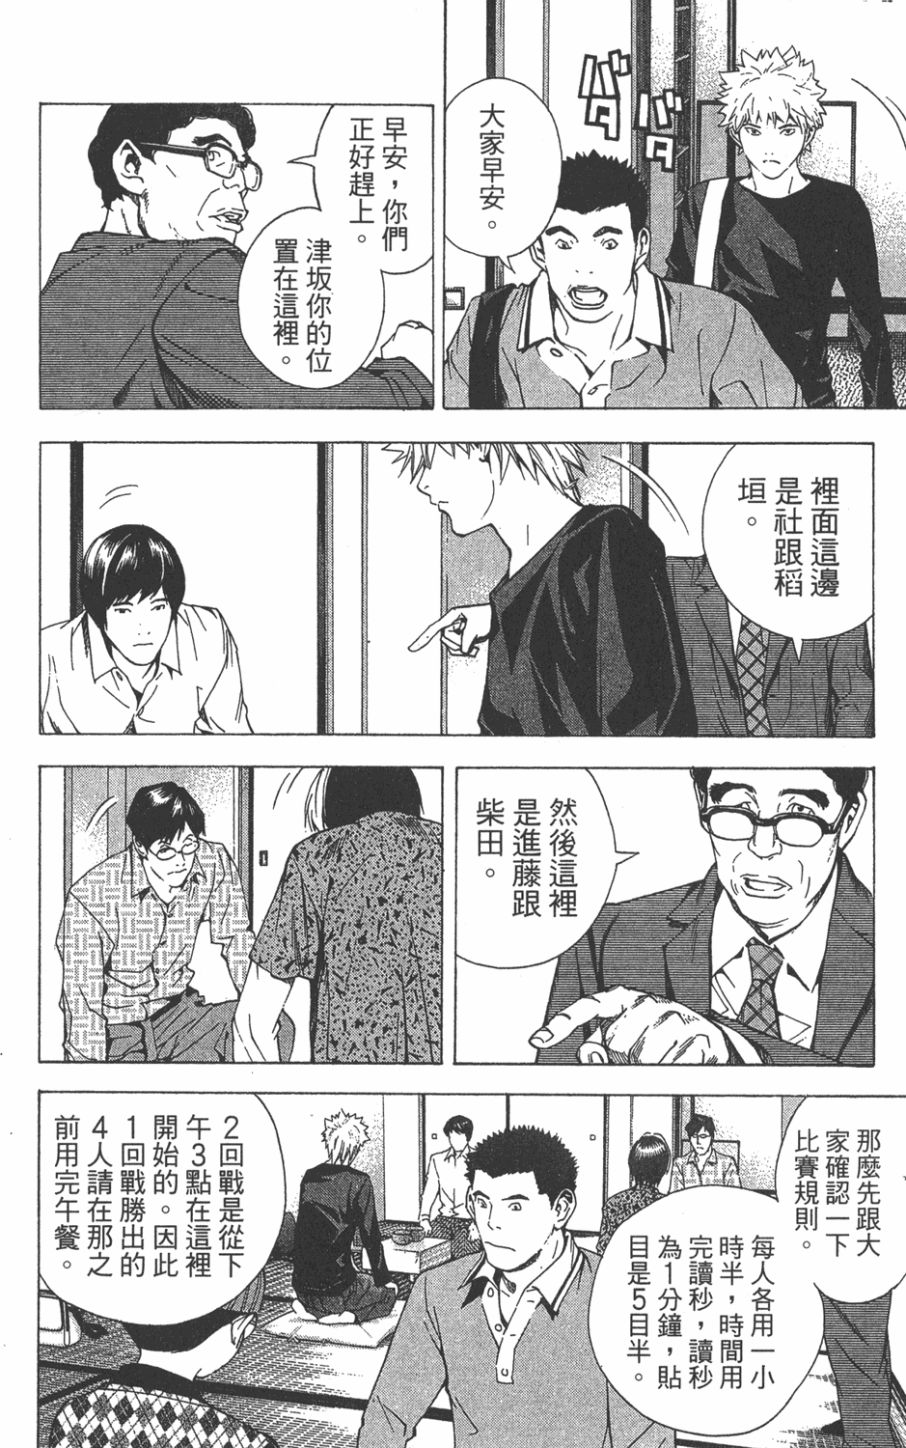 大家早安。
バタ
バタ
早安，你們
正好趕上。
津坂你的位
置在這裡。
裡面這邊
是社跟稻
垣。
然後這裡
是進藤跟
柴田。
那麼先跟大
家確認一下
比賽規則。
每人各用一小
時半，時間用
完讀秒，讀秒
為1分鐘，貼
目是5目半。
2回戰是從下
午3點在這裡
開始的。因此
1回戰勝出的
4人請在那之
前用完午餐。